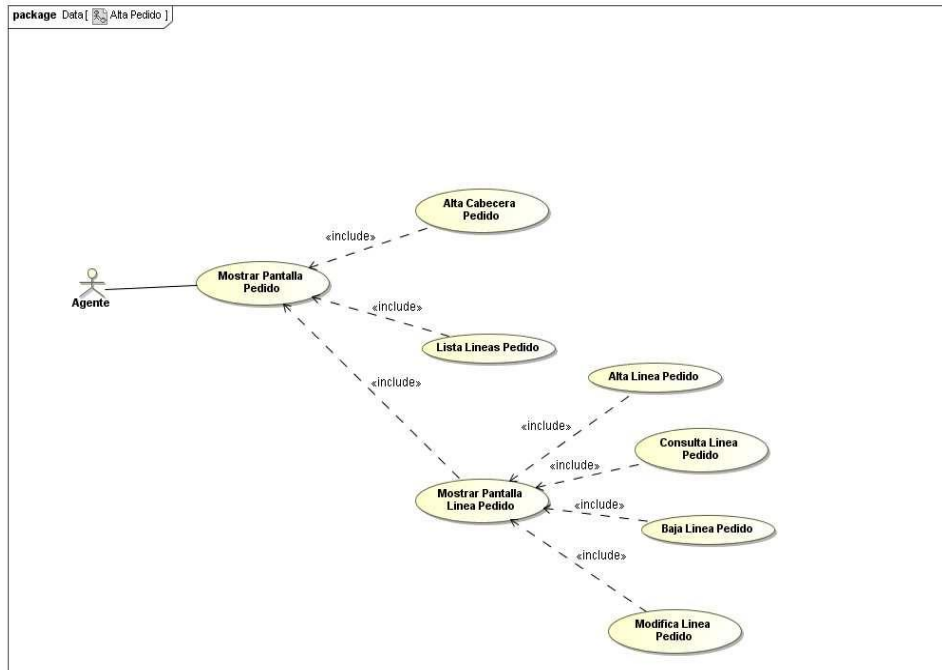 package Data [ Alta Pedido ]
Alta Cabecera
Pedido
«include»
Mostrar Pantalla
Pedido
Agente
«include»
Lista Lineas Pedido
«include»
Alta Linea Pedido
«include»
Consulta Linea
Pedido
«include»
Mostrar Pantalla
Linea Pedido
«include»
Baja Linea Pedido
«include»
Modifica Linea
Pedido